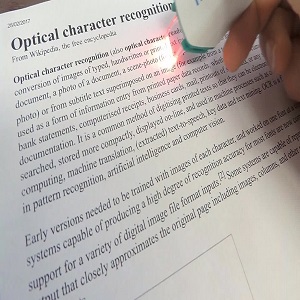 20/02/2017
Optical character recognition
From Wikipedia, the free encyclopedia
Optical character recognition (also optical character
conversion of images of typed, handwritten or printed
document, a photo of a document, a scene-photo
photo) or from subtitle text superimposed on an image (for example from a
used as a form of information entry from printed paper data records,
bank statements, computerised receipts, business cards, mail, printouts of
documentation. It is a common method of digitising printed texts so that
searched, stored more compactly, displayed on-line, and used in machine processes such as
computing, machine translation, (extracted) text-to-speech, key data and text mining. OCR is a
in pattern recognition, artificial intelligence and computer vision.
Early versions needed to be trained with images of each character, and worked on one font at
systems capable of producing a high degree of recognition accuracy for most fonts are now
support for a variety of digital image file format inputs.[2] Some systems are capable of
output that closely approximates the original page including images, columns, and other